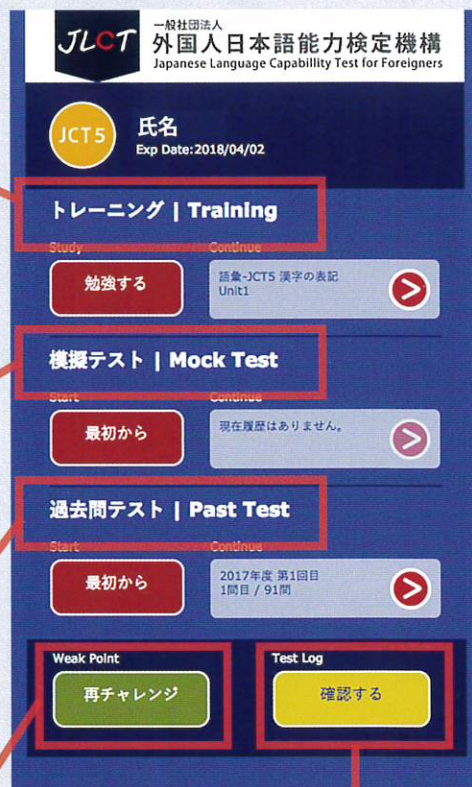 JLCT
一般社団法人
外国人日本語能力検定機構
Japanese Language Capabillity Test for Foreigners
JCT5
氏名
Exp Date:2018/04/02
トレーニング | Training
Study
Continue
勉強する
語彙-JCT5 漢字の表記
Unit1
模擬テスト | Mock Test
Start
Continue
最初から
現在履歴はありません。
過去問テスト | Past Test
Start
Continue
最初から
2017年度 第1回目
1問目 / 91問
Weak Point
Test Log
再チャレンジ
確認する